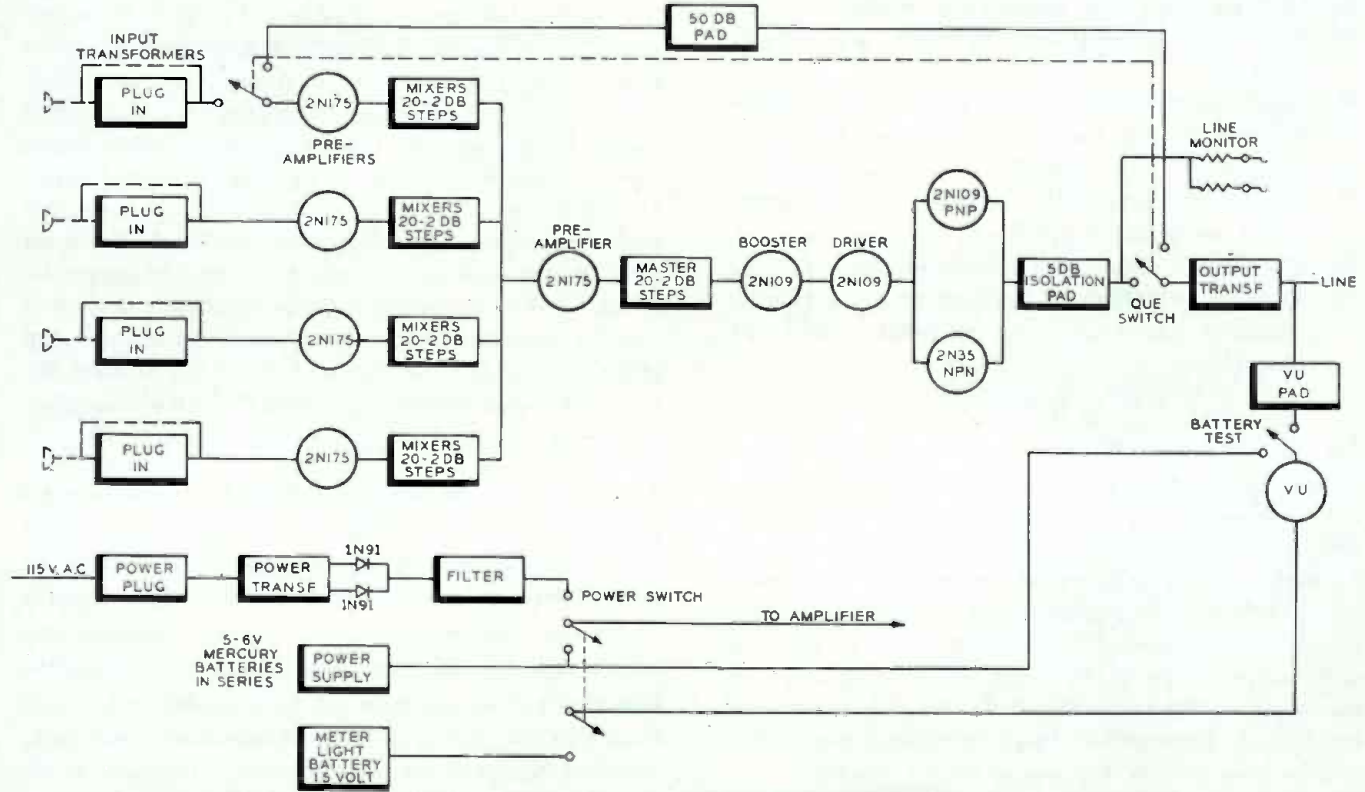 50 DB
PAD
INPUT
TRANSFORMERS
PLUG
IN
2N175
MIXERS
20-2 DB
STEPS
PRE-
AMPLIFIERS
LINE
MONITOR
PLUG
IN
2N175
MIXERS
20-2 DB
STEPS
2N109
PNP
PRE-
AMPLIFIER
2N175
MASTER
20-2 DB
STEPS
BOOSTER
2N109
DRIVER
2N109
5DB
ISOLATION
PAD
QUE
SWITCH
OUTPUT
TRANSF
LINE
PLUG
IN
2N175
MIXERS
20-2 DB
STEPS
2N35
NPN
VU
PAD
BATTERY
TEST
VU
PLUG
IN
2N175
MIXERS
20-2 DB
STEPS
115 V. A.C.
POWER
PLUG
POWER
TRANSF
1N91
1N91
FILTER
POWER SWITCH
TO AMPLIFIER
5-6V
MERCURY
BATTERIES
IN SERIES
POWER
SUPPLY
METER
LIGHT
BATTERY
1.5 VOLT